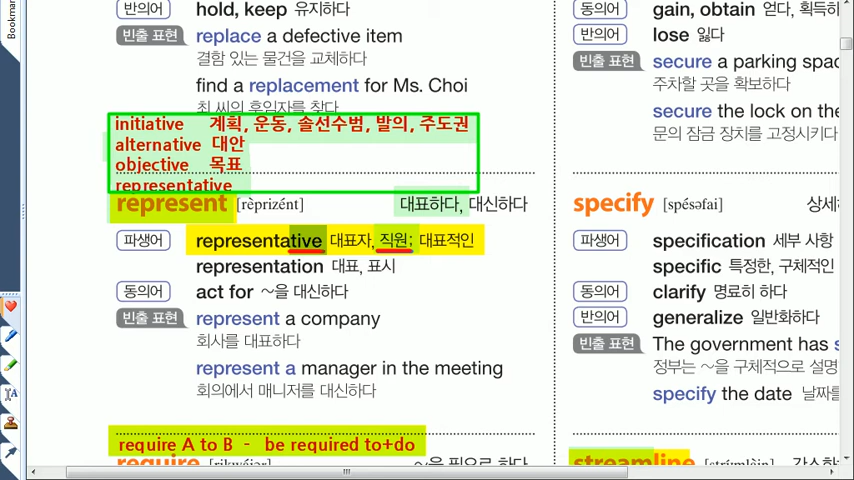 Bookmar
반의어 hold, keep 유지하다
빈출 표현 replace a defective item
결함 있는 물건을 교체하다
find a replacement for Ms. Choi
최 씨의 후임자를 찾다
initiative 계획, 운동, 솔선수범, 발의, 주도권
alternative 대안
objective 목표
representative
represent [rèprizént] 대표하다, 대신하다
파생어 representative 대표자, 직원; 대표적인
representation 대표, 표시
동의어 act for ~을 대신하다
빈출 표현 represent a company
회사를 대표하다
represent a manager in the meeting
회의에서 매니저를 대신하다
require A to B - be required to+do
require [rikwáiər] ~을 필요로 하다
동의어 gain, obtain 얻다, 획득하
반의어 lose 잃다
빈출 표현 secure a parking spac
주차할 곳을 확보하다
secure the lock on the
문의 잠금 장치를 고정시키다
specify [spésəfai] 상세
파생어 specification 세부 사항
specific 특정한, 구체적인
동의어 clarify 명료히 하다
반의어 generalize 일반화하다
빈출 표현 The government has s
정부는 ~을 구체적으로 설명
specify the date 날짜를
streamline [strí:mlàin] 간소화